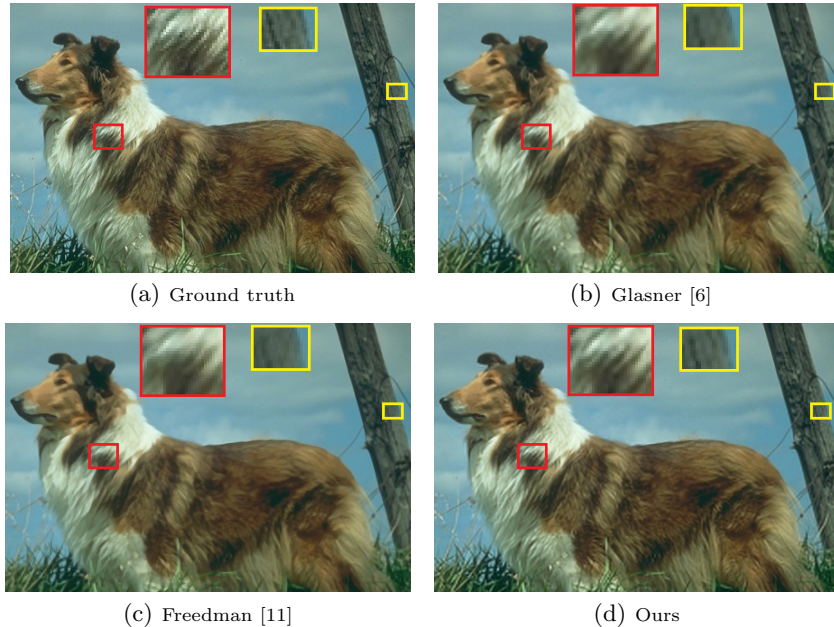 (a) Ground truth
(b) Glasner [6]
(c) Freedman [11]
(d) Ours